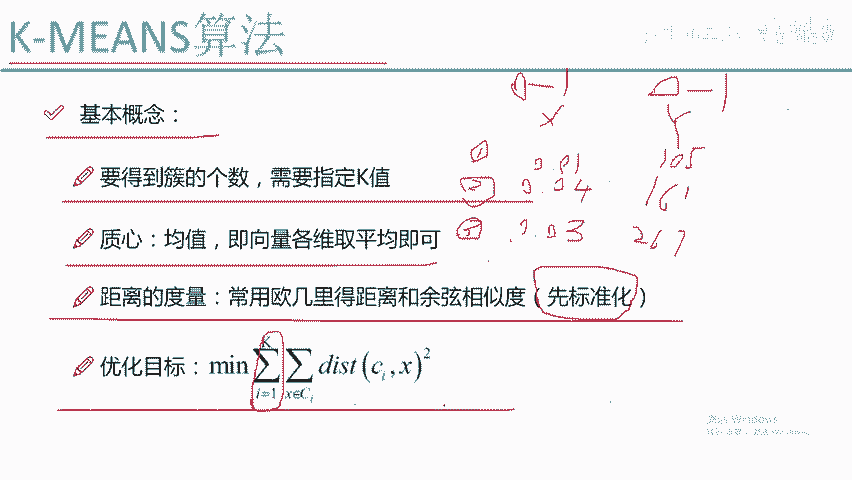 K-MEANS算法
0—1 0—1
X Y
基本概念：
① 0.01 105
要得到簇的个数，需要指定K值
② 0.04 161
质心：均值，即向量各维取平均即可
③ 0.03 267
距离的度量：常用欧几里得距离和余弦相似度（先标准化）
优化目标：min ∑_{i=1}^{K} ∑_{x∈C_i} dist(c_i, x)^2
激活 Windows